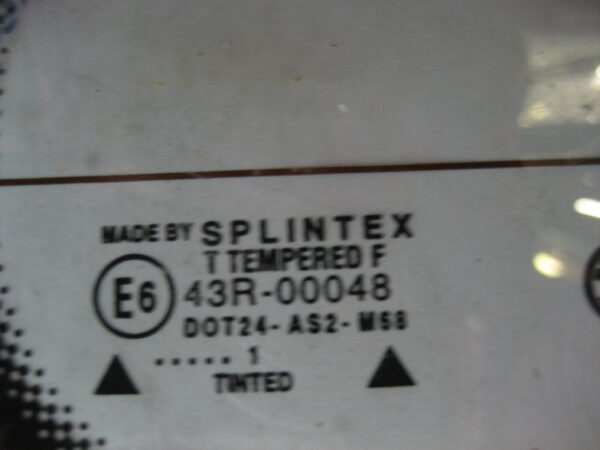 MADE BY SPLINTEX
T TEMPERED F
E6 43R-00048
DOT24-AS2-M68
..... 1
TINTED